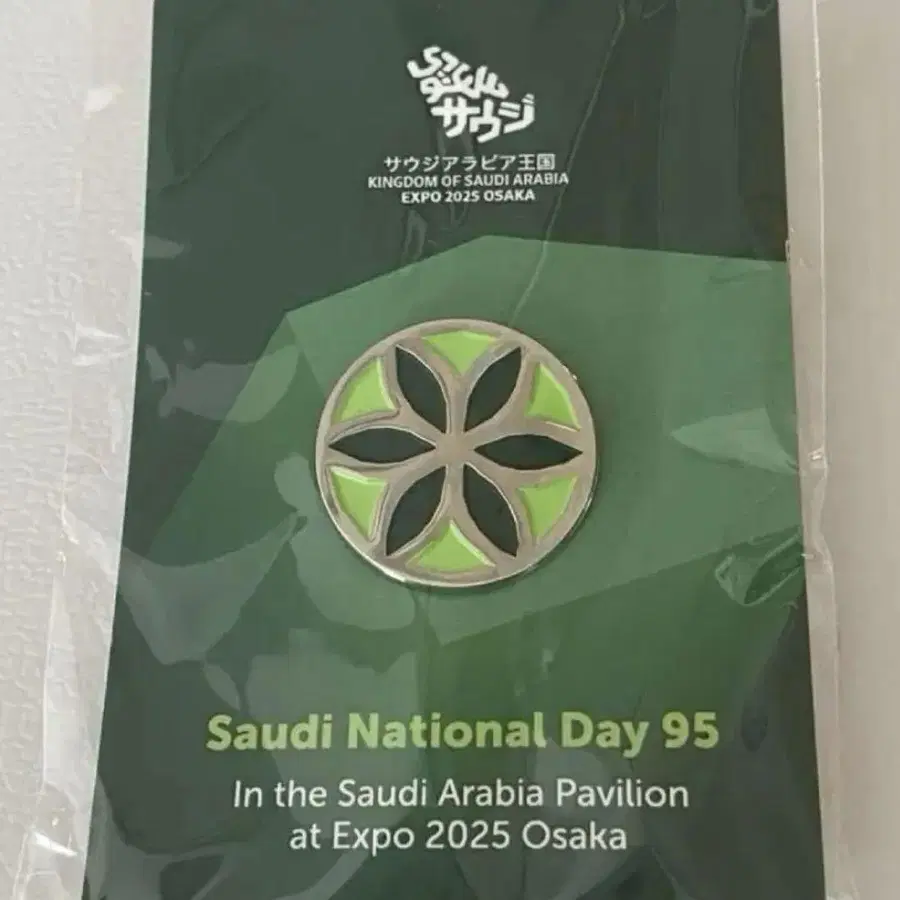 السعودية
サウジ
サウジアラビア王国
KINGDOM OF SAUDI ARABIA
EXPO 2025 OSAKA
Saudi National Day 95
In the Saudi Arabia Pavilion
at Expo 2025 Osaka